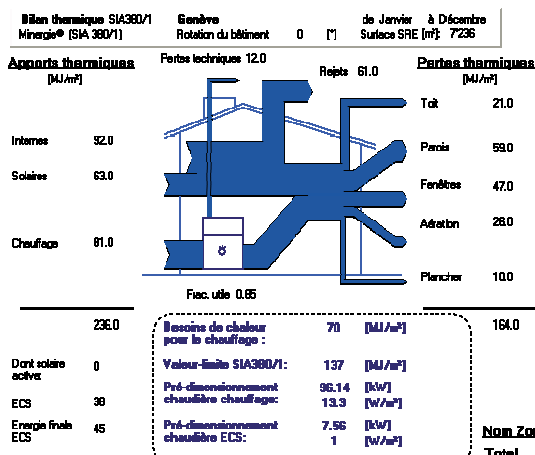 Bilan thermique SIA380/1 Genève de Janvier à Décembre
Minergie® (SIA 380/1) Rotation du bâtiment 0 [°] Surface SRE [m²]: 7'236
Apports thermiques
[MJ/m²]
Pertes techniques 12.0
Rejets 61.0
Pertes thermiques
[MJ/m²]
Toit 21.0
Internes 92.0
Parois 59.0
Solaires 63.0
Fenêtres 47.0
Aération 26.0
Chauffage 81.0
Plancher 10.0
Frac. utile 0.65
236.0
164.0
Besoins de chaleur
pour le chauffage : 70 [MJ/m²]
Valeur-limite SIA380/1: 137 [MJ/m²]
Pré-dimensionnement 96.14 [kW]
chaudière chauffage: 13.3 [W/m²]
Pré-dimensionnement 7.56 [kW]
chaudière ECS: 1 [W/m²]
Dont solaire
active: 0
ECS 38
Energie finale 45
ECS
Nom Zo
Total